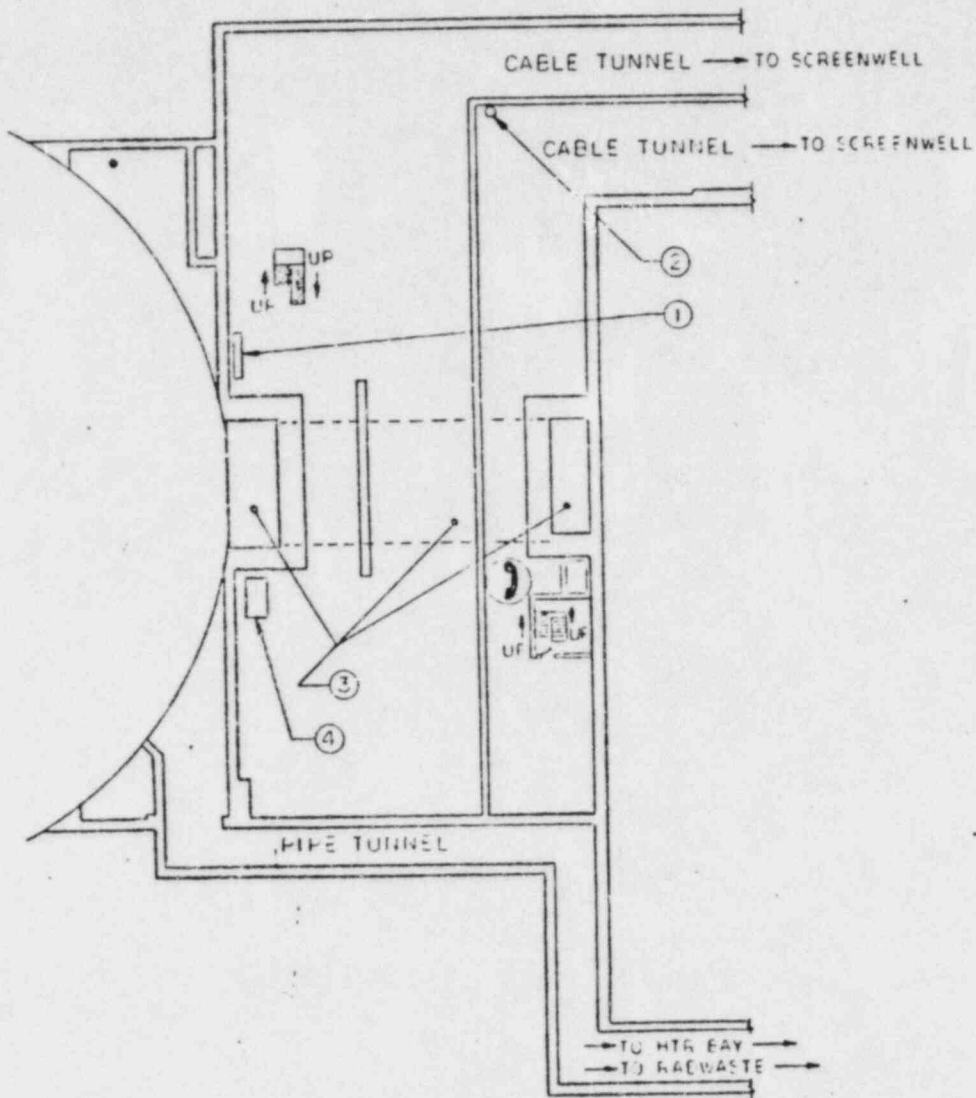 CABLE TUNNEL → TO SCREENWELL
CABLE TUNNEL → TO SCREENWELL
②
UP
UP
①
UP
UP
③
④
PIPE TUNNEL
→ TO HTR BAY →
→ TO RADWASTE →